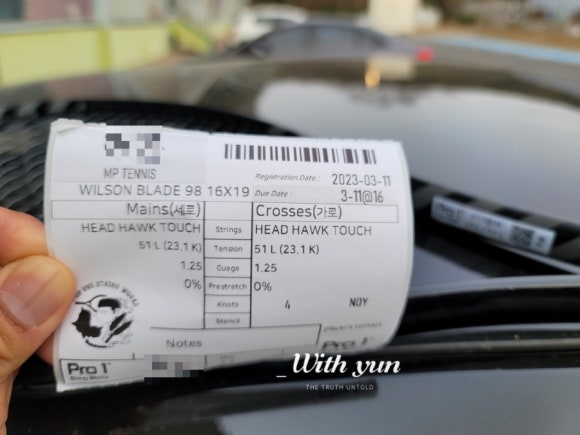 MP TENNIS
Registration Date : 2023-03-11
WILSON BLADE 98 16X19
Due Date : 3-11@16
Mains(세로) Crosses(가로)
HEAD HAWK TOUCH Strings HEAD HAWK TOUCH
51 L (23.1 K) Tension 51 L (23.1 K)
1.25 Guage 1.25
0% Prestretch 0%
Knots 4 NOY
Stencil
Notes
Pro 1"
Pro 1"
_With yun
THE TRUTH UNTOLD